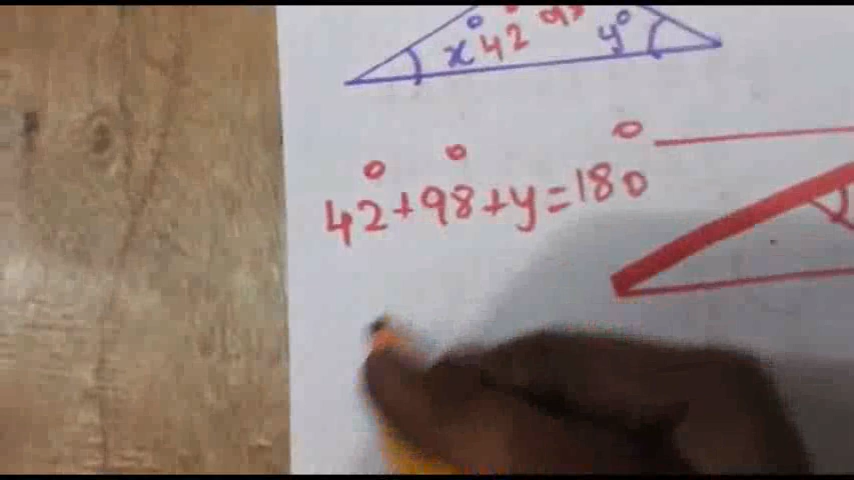 x° 42° y°
42° + 98° + y = 180°